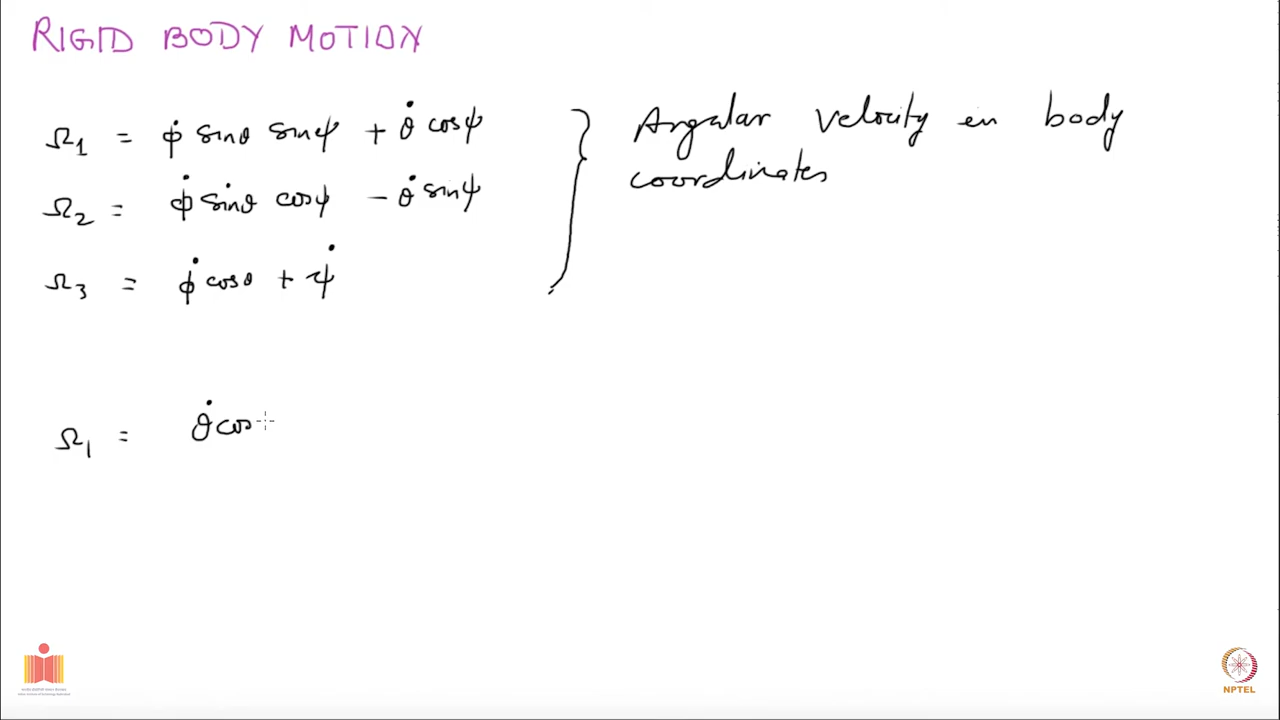 RIGID BODY MOTION
Ω₁ = φ̇ sinθ sinψ + θ̇ cosψ
Ω₂ = φ̇ sinθ cosψ − θ̇ sinψ
Ω₃ = φ̇ cosθ + ψ̇
Angular velocity in body
coordinates
Ω₁ = θ̇ cos
NPTEL